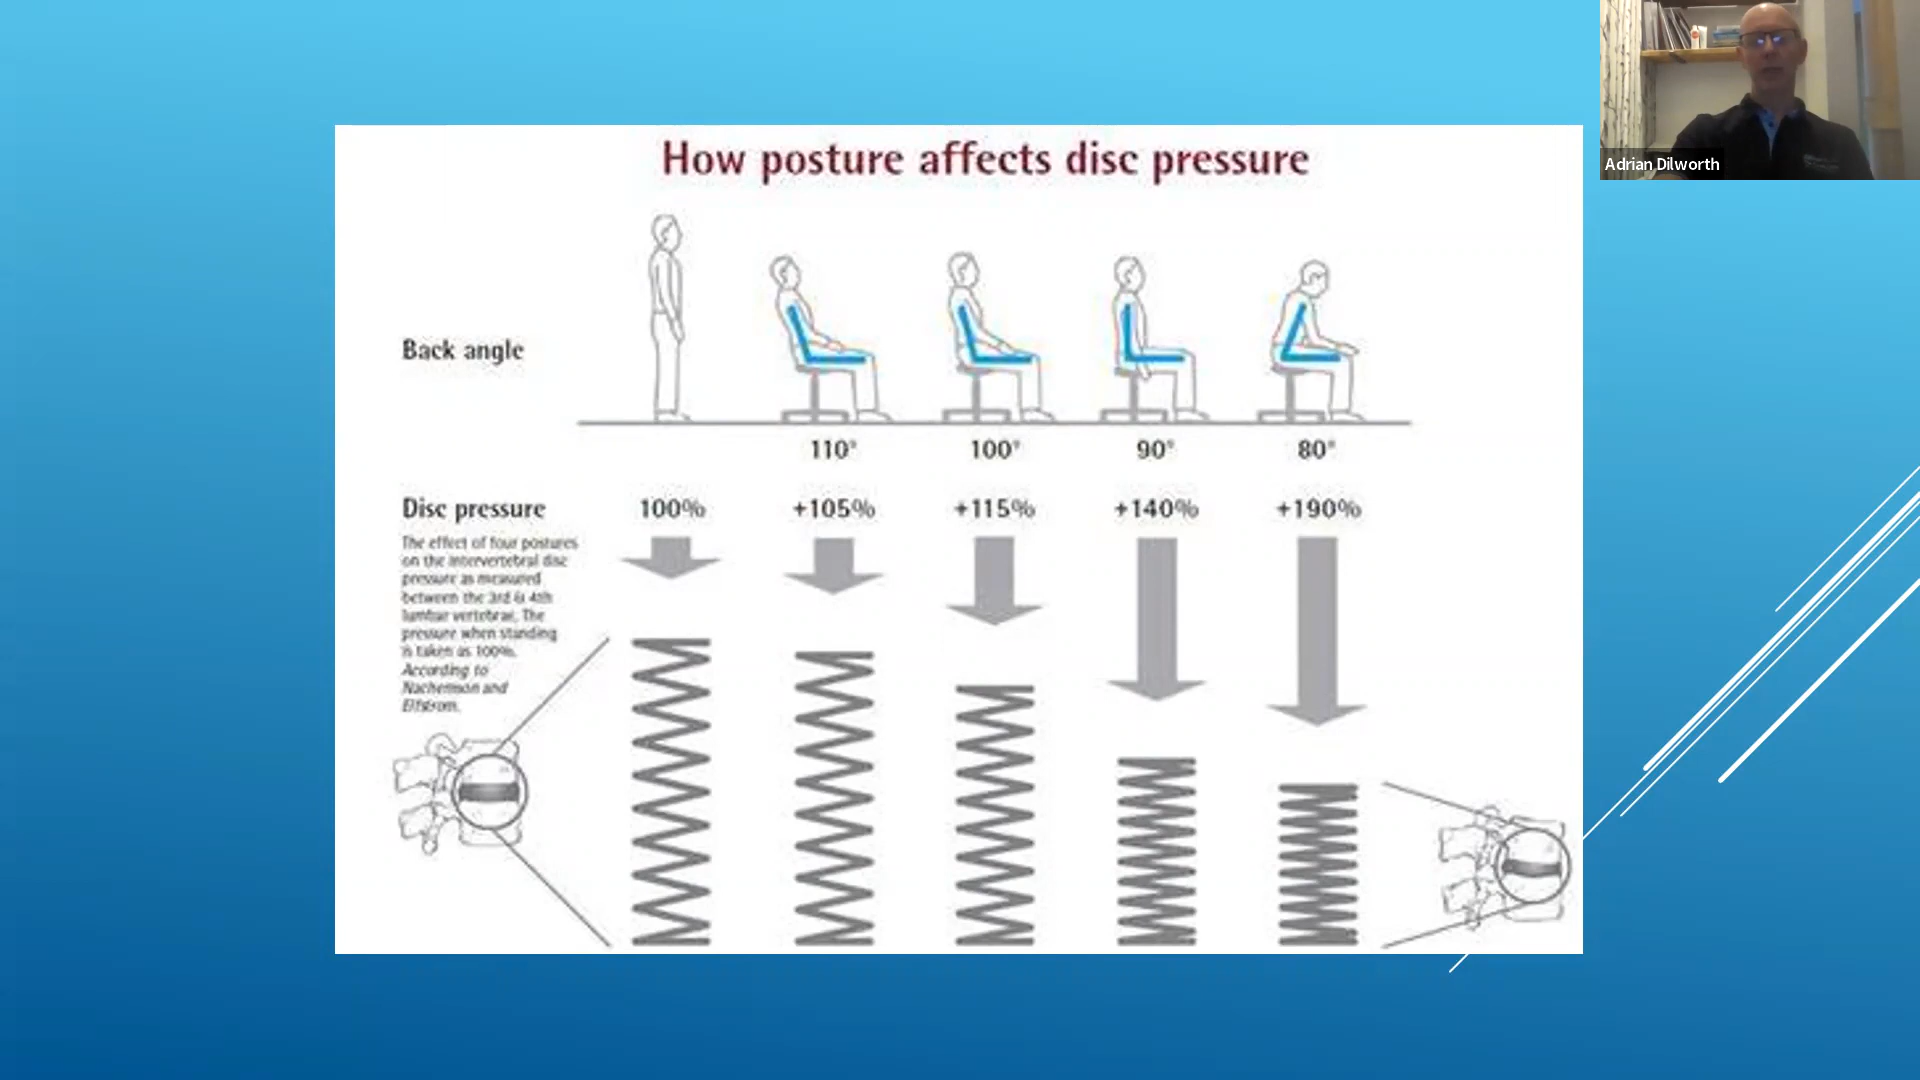 How posture affects disc pressure
Adrian Dilworth
Back angle
110° 100° 90° 80°
Disc pressure 100% +105% +115% +140% +190%
The effect of four postures
on the intervertebral disc
pressure as measured
between the 3rd & 4th
lumbar vertebrae. The
pressure when standing
is taken as 100%.
According to
Nachemson and
Elfstrom.